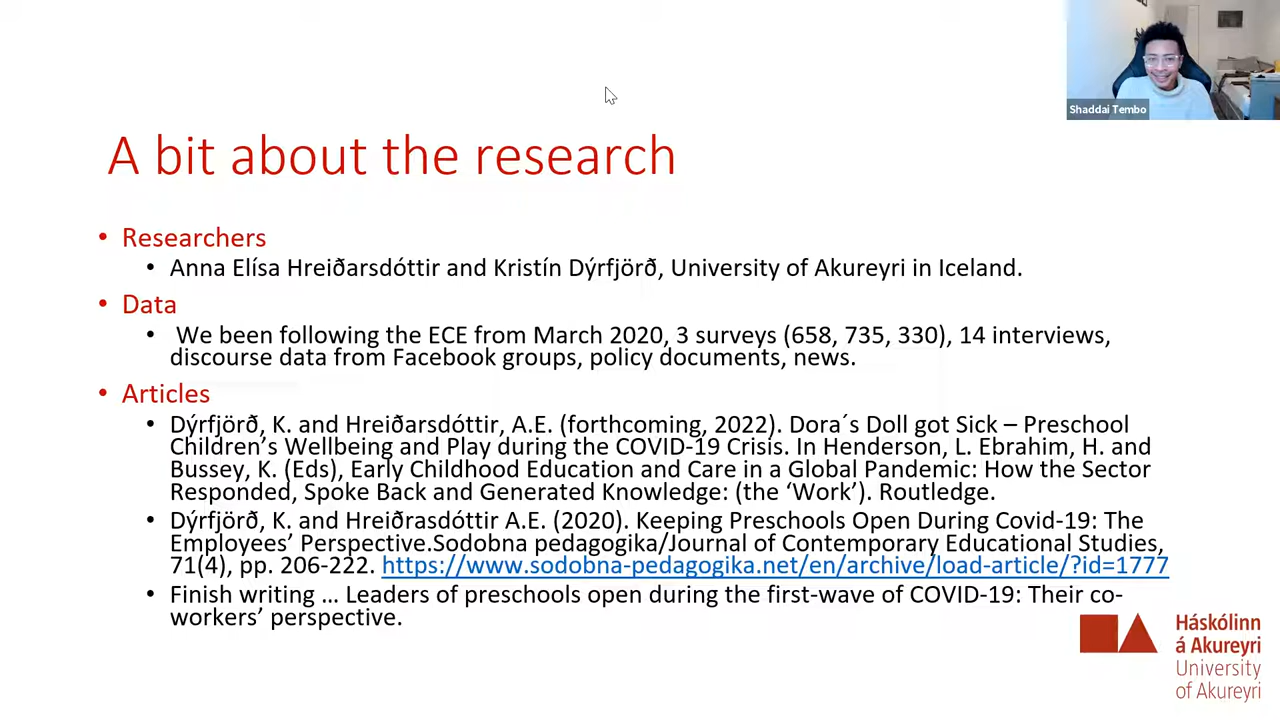 Shaddai Tembo
A bit about the research
• Researchers
• Anna Elísa Hreiðarsdóttir and Kristín Dýrfjörð, University of Akureyri in Iceland.
• Data
• We been following the ECE from March 2020, 3 surveys (658, 735, 330), 14 interviews,
discourse data from Facebook groups, policy documents, news.
• Articles
• Dýrfjörð, K. and Hreiðarsdóttir, A.E. (forthcoming, 2022). Dora´s Doll got Sick – Preschool
Children’s Wellbeing and Play during the COVID-19 Crisis. In Henderson, L. Ebrahim, H. and
Bussey, K. (Eds), Early Childhood Education and Care in a Global Pandemic: How the Sector
Responded, Spoke Back and Generated Knowledge: (the ‘Work’). Routledge.
• Dýrfjörð, K. and Hreiðrasdóttir A.E. (2020). Keeping Preschools Open During Covid-19: The
Employees’ Perspective.Sodobna pedagogika/Journal of Contemporary Educational Studies,
71(4), pp. 206-222. https://www.sodobna-pedagogika.net/en/archive/load-article/?id=1777
• Finish writing … Leaders of preschools open during the first-wave of COVID-19: Their co-
workers’ perspective.
Háskólinn
á Akureyri
University
of Akureyri